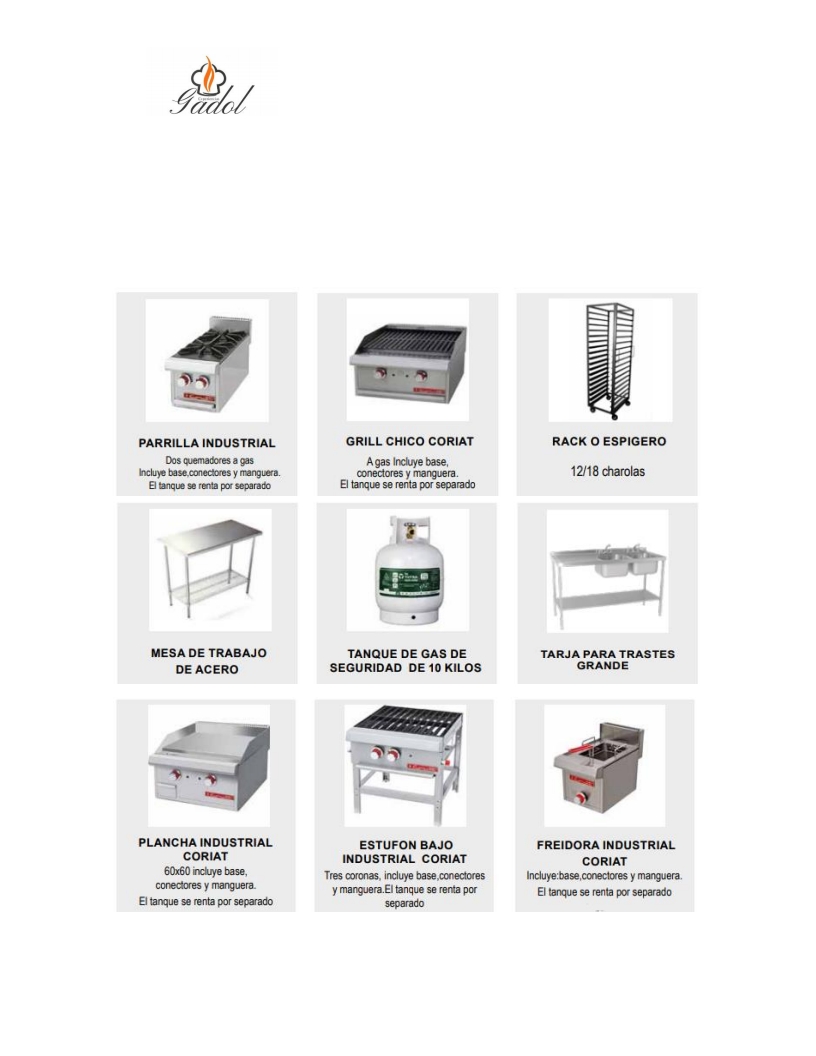 Gadol
PARRILLA INDUSTRIAL
Dos quemadores a gas
Incluye base,conectores y manguera.
El tanque se renta por separado
GRILL CHICO CORIAT
A gas Incluye base,
conectores y manguera.
El tanque se renta por separado
RACK O ESPIGERO
12/18 charolas
MESA DE TRABAJO
DE ACERO
TANQUE DE GAS DE
SEGURIDAD DE 10 KILOS
TARJA PARA TRASTES
GRANDE
PLANCHA INDUSTRIAL
CORIAT
60x60 incluye base,
conectores y manguera.
El tanque se renta por separado
ESTUFON BAJO
INDUSTRIAL CORIAT
Tres coronas, incluye base,conectores
y manguera.El tanque se renta por
separado
FREIDORA INDUSTRIAL
CORIAT
Incluye:base,conectores y manguera.
El tanque se renta por separado